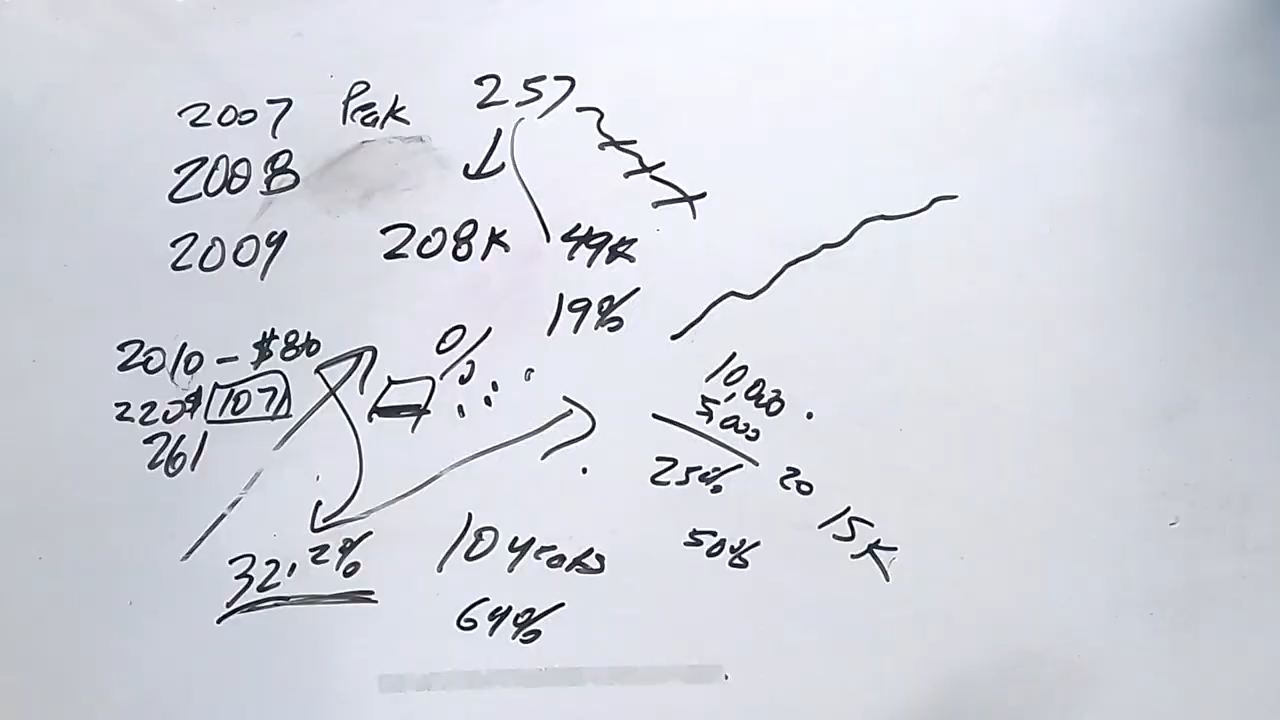 2007 Peak 257
2008
2009 208K 49K
19%
2010 - $8
220$ 107
261
0%
32.2%
10 years
64%
10,000
5,000
25% 20
50% 15K